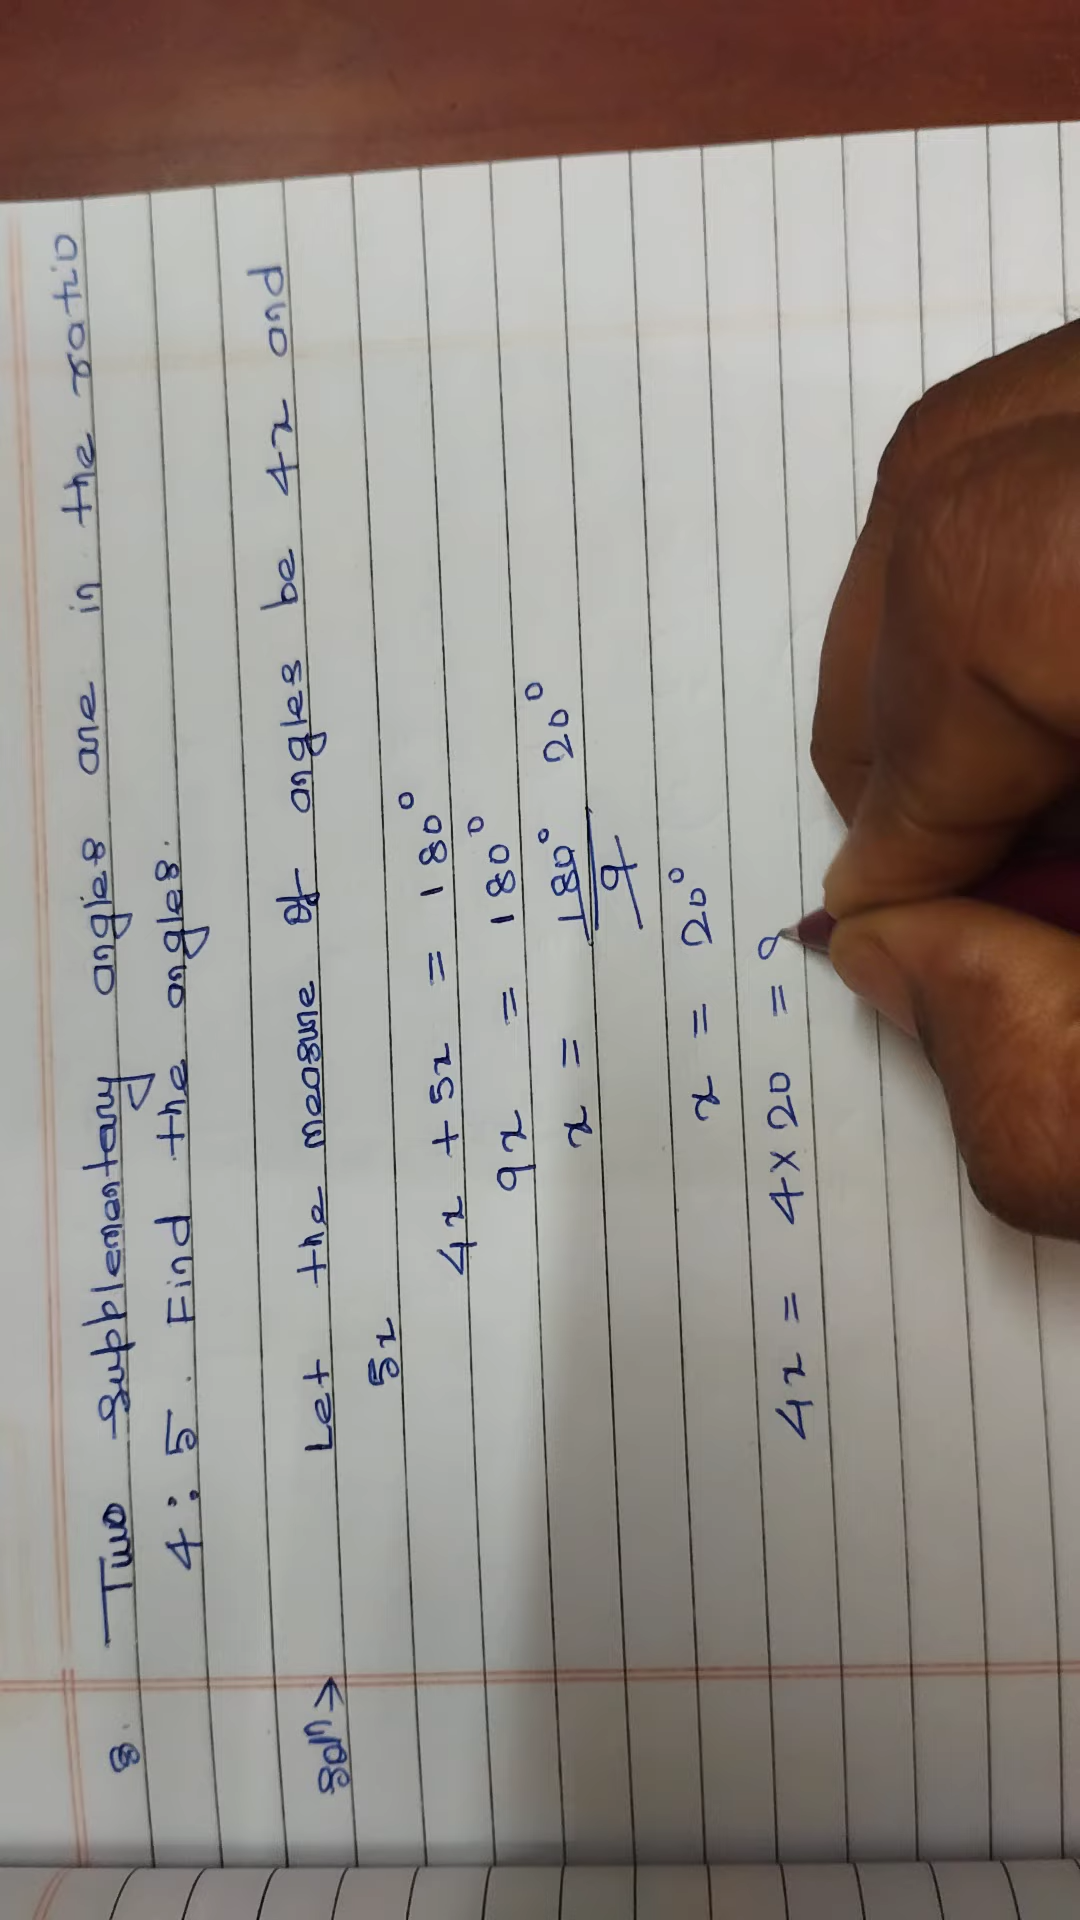 8. Two supplementary angles are in the ratio
4 : 5. Find the angles.
Soln→ Let the measure of angles be 4x and
5x
4x + 5x = 180°
9x = 180°
x = 180° 20°
9
x = 20°
4x = 4×20 =